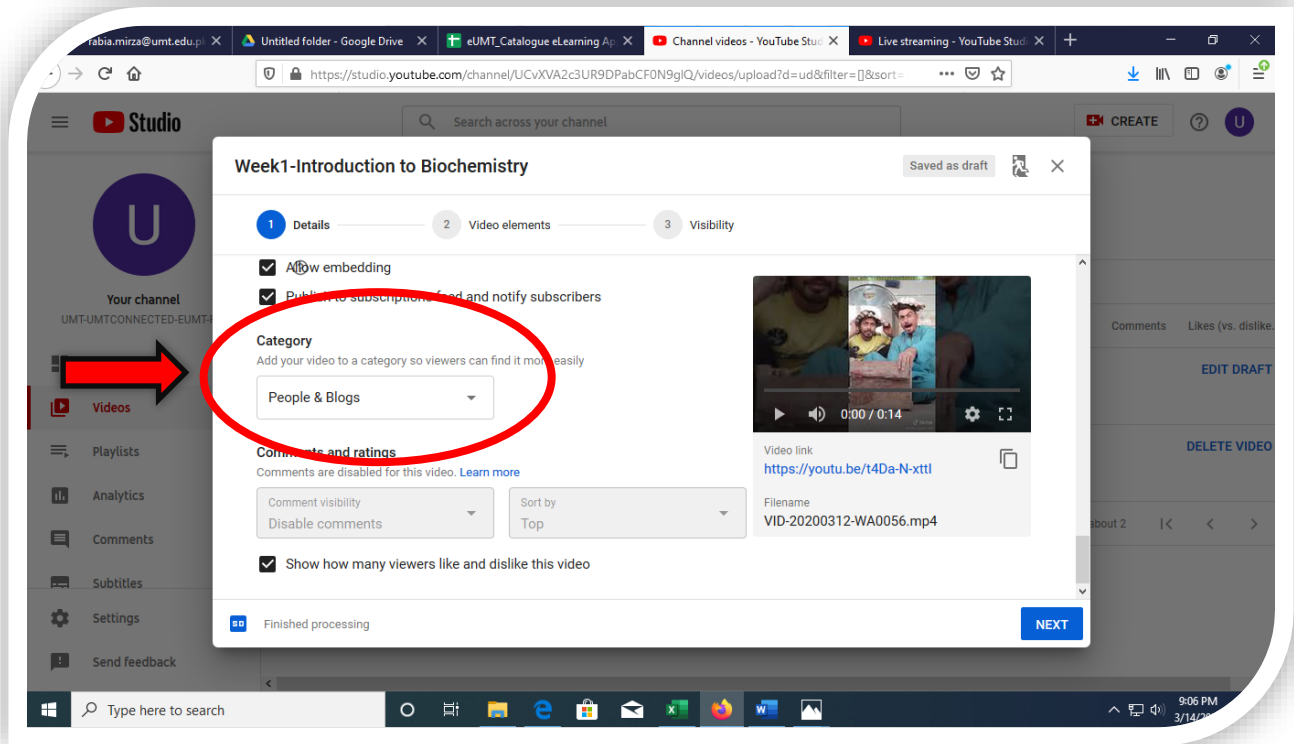 rabia.mirza@umt.edu.p
Untitled folder - Google Drive
eUMT_Catalogue eLearning Ap
Channel videos - YouTube Stud
Live streaming - YouTube Studi
https://studio.youtube.com/channel/UCvXVA2c3UR9DPabCF0N9glQ/videos/upload?d=ud&filter=[]&sort=
Studio
Search across your channel
CREATE
U
Week1-Introduction to Biochemistry
Saved as draft
1 Details
2 Video elements
3 Visibility
U
Your channel
UMT-UMTCONNECTED-EUMT-
Videos
Playlists
Analytics
Comments
Subtitles
Settings
Send feedback
Allow embedding
Publish to subscriptions feed and notify subscribers
Category
Add your video to a category so viewers can find it more easily
People & Blogs
Comments and ratings
Comments are disabled for this video. Learn more
Comment visibility
Disable comments
Sort by
Top
Show how many viewers like and dislike this video
0:00 / 0:14
Video link
https://youtu.be/t4Da-N-xttI
Filename
VID-20200312-WA0056.mp4
SD Finished processing
NEXT
Comments Likes (vs. dislike.
EDIT DRAFT
DELETE VIDEO
about 2
Type here to search
9:06 PM
3/14/2